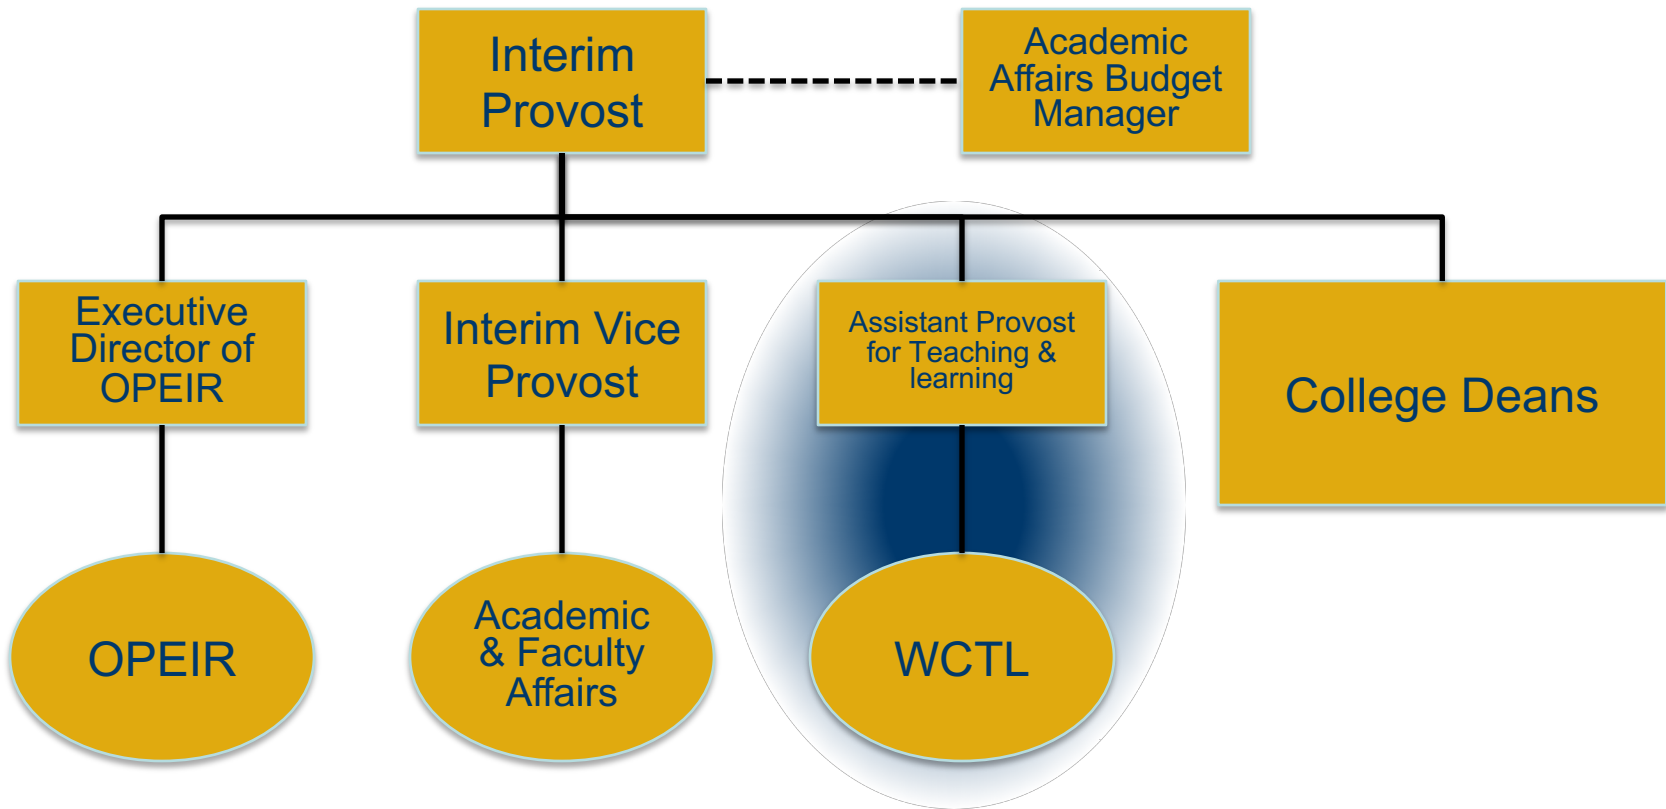 Interim
Provost
Academic
Affairs Budget
Manager
Executive
Director of
OPEIR
Interim Vice
Provost
Assistant Provost
for Teaching &
learning
College Deans
OPEIR
Academic
& Faculty
Affairs
WCTL